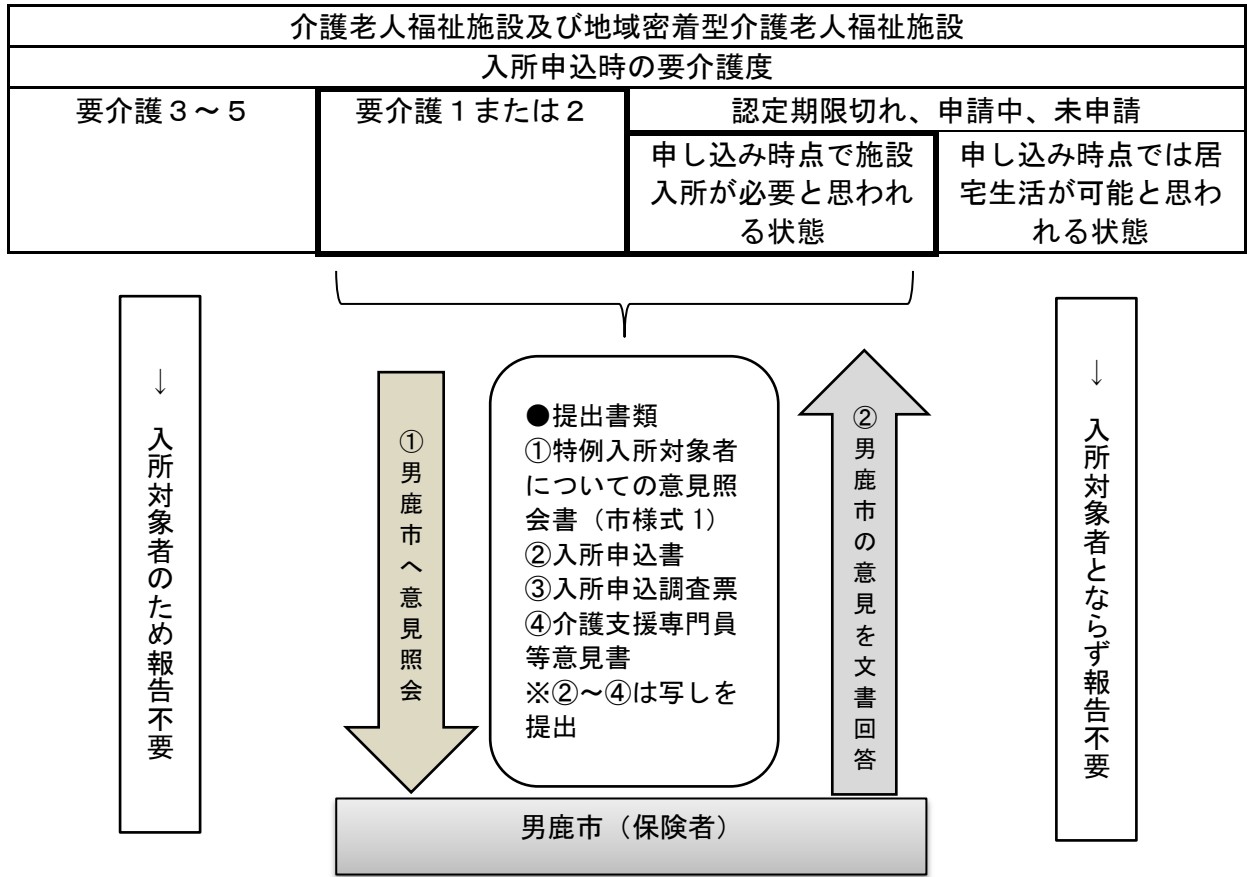 介護老人福祉施設及び地域密着型介護老人福祉施設
入所申込時の要介護度
要介護３～５
要介護１または２
認定期限切れ、申請中、未申請
申し込み時点で施設
入所が必要と思われ
る状態
申し込み時点では居
宅生活が可能と思わ
れる状態
↓　入所対象者のため報告不要
①男鹿市へ意見照会
●提出書類
①特例入所対象者
についての意見照
会書（市様式１）
②入所申込書
③入所申込調査票
④介護支援専門員
等意見書
※②～④は写しを
提出
②男鹿市の意見を文書回答
↓　入所対象者とならず報告不要
男鹿市（保険者）